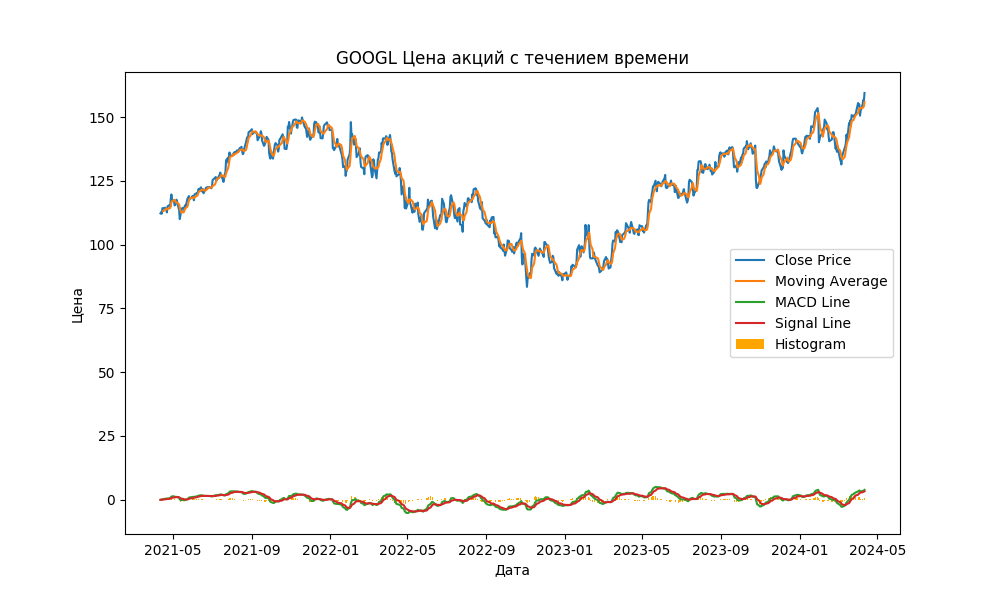 GOOGL Цена акций с течением времени
Цена
150
125
100
75
50
25
0
Close Price
Moving Average
MACD Line
Signal Line
Histogram
2021-05 2021-09 2022-01 2022-05 2022-09 2023-01 2023-05 2023-09 2024-01 2024-05
Дата